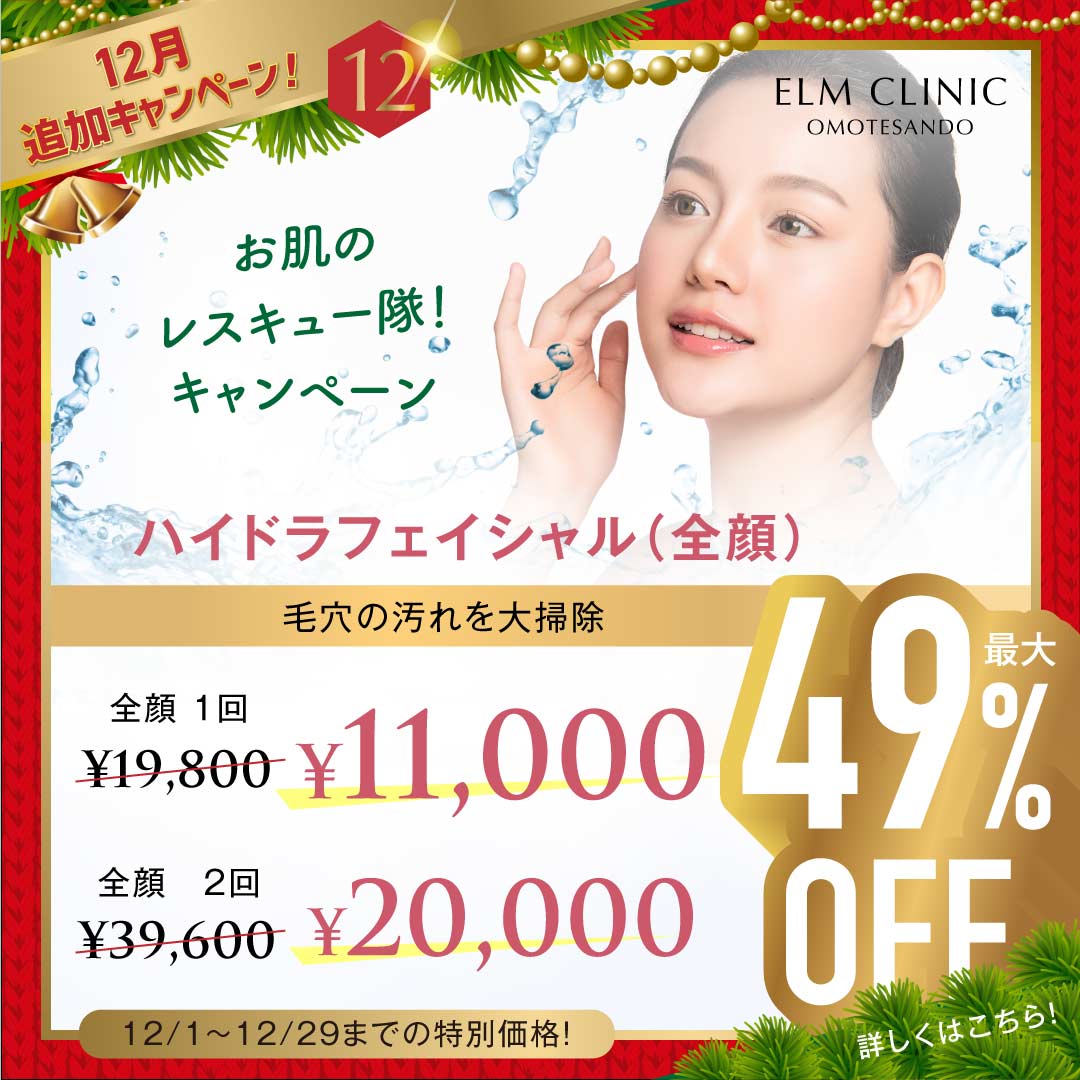 12月
追加キャンペーン!
12
ELM CLINIC
OMOTESANDO
お肌の
レスキュー隊!
キャンペーン
ハイドラフェイシャル(全顔)
毛穴の汚れを大掃除
全顔 1回
¥19,800 ¥11,000
全顔 2回
¥39,600 ¥20,000
最大
49%
OFF
12/1~12/29までの特別価格!
詳しくはこちら!